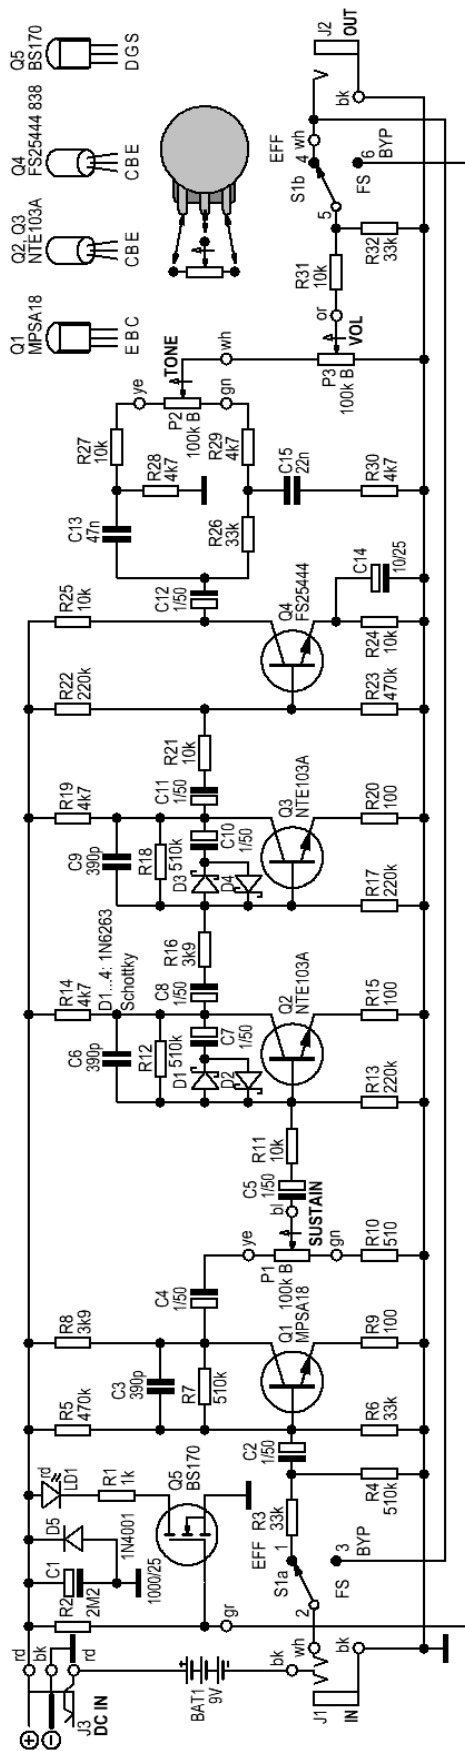 DC IN
J3
rd
bk
rd
R2
2M2
C1
1000/25
D5
1N4001
LD1
rd
R1
1k
Q5
BS170
gr
BAT1
9V
bk
J1
IN
wh
bk
S1a
2
1
EFF
FS
3
BYP
R3
33k
R4
510k
C2
1/50
R5
470k
R6
33k
R7
510k
C3
390p
R8
3k9
Q1
MPSA18
R9
100
C4
1/50
ye
P1
100k B
SUSTAIN
gn
bl
R10
510
C5
1/50
R11
10k
R12
510k
C6
390p
D1
D2
C7
1/50
R13
220k
R14
4k7
D1...4: 1N6263
Schottky
Q2
NTE103A
R15
100
C8
1/50
R16
3k9
C9
390p
R18
510k
D3
D4
C10
1/50
R17
220k
R19
4k7
Q3
NTE103A
R20
100
C11
1/50
R21
10k
R22
220k
R23
470k
R25
10k
Q4
FS25444
R24
10k
C14
10/25
C12
1/50
C13
47n
R26
33k
R27
10k
R28
4k7
R29
4k7
C15
22n
R30
4k7
ye
P2
100k B
TONE
gn
wh
P3
100k B
VOL
or
R31
10k
R32
33k
S1b
5
4
wh
EFF
FS
6
BYP
bk
J2
OUT
Q1
MPSA18
E B C
Q2, Q3
NTE103A
C B E
Q4
FS25444 838
C B E
Q5
BS170
D G S